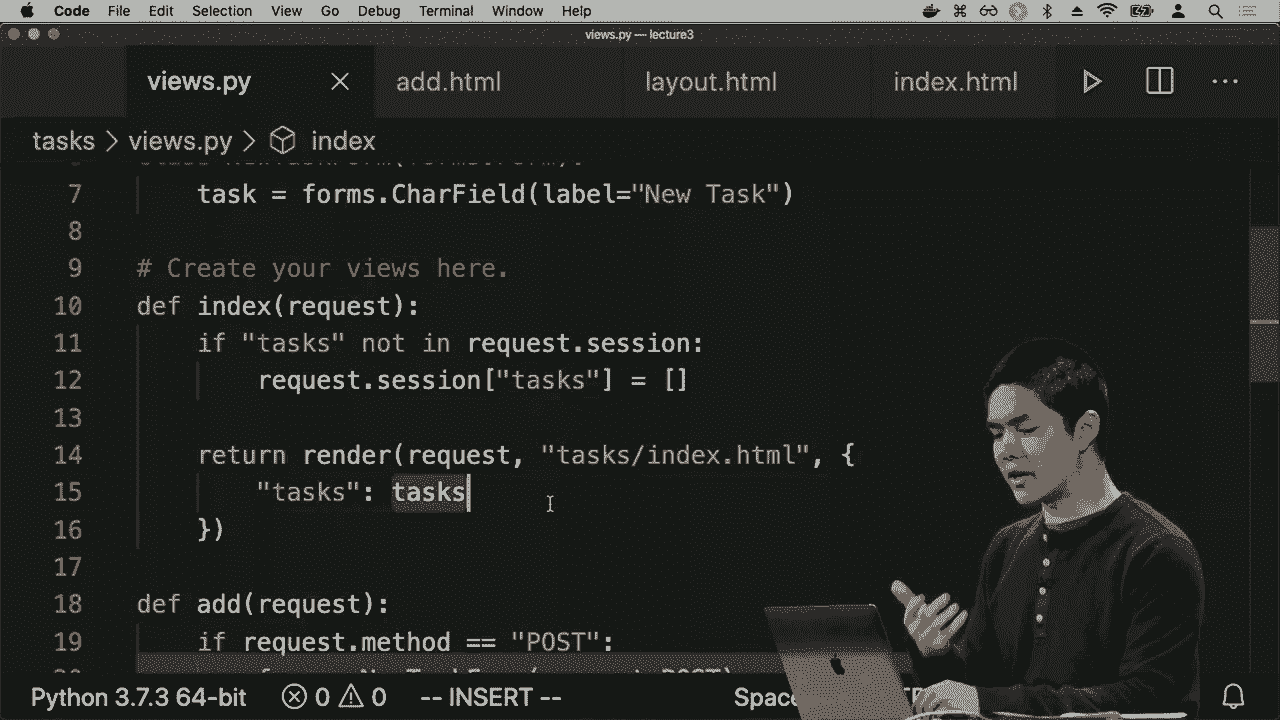 Code File Edit Selection View Go Debug Terminal Window Help
views.py — lecture3
views.py add.html layout.html index.html
tasks > views.py > index
7 task = forms.CharField(label="New Task")
8
9 # Create your views here.
10 def index(request):
11 if "tasks" not in request.session:
12 request.session["tasks"] = []
13
14 return render(request, "tasks/index.html", {
15 "tasks": tasks
16 })
17
18 def add(request):
19 if request.method == "POST":
Python 3.7.3 64-bit 0 0 -- INSERT --